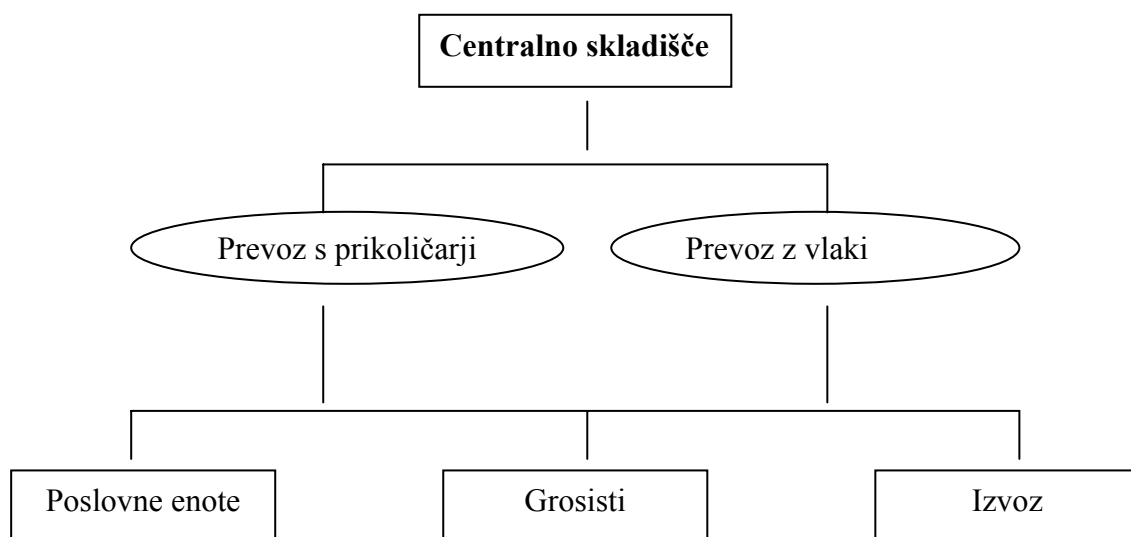 Centralno skladišče
Prevoz s prikoličarji
Prevoz z vlaki
Poslovne enote
Grosisti
Izvoz